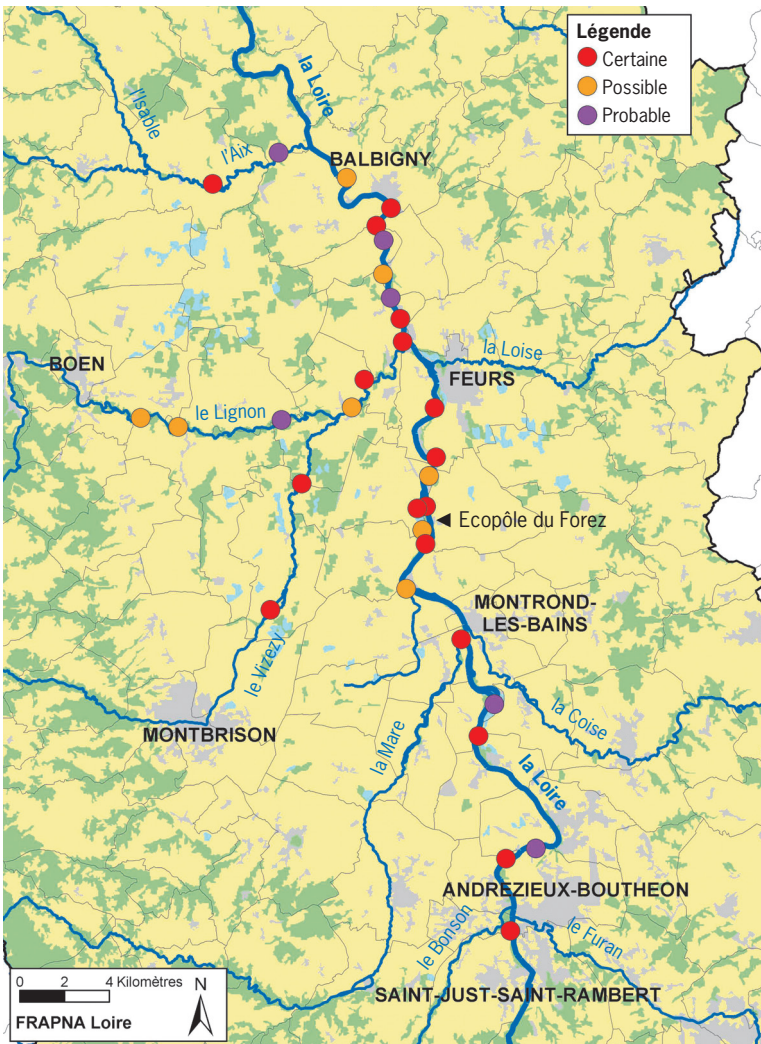 Légende
Certaine
Possible
Probable
l'Isable
la Loire
l'Aix
BALBIGNY
la Loise
BOEN
FEURS
le Lignon
Ecopôle du Forez
MONTROND-
LES-BAINS
le Vizezy
la Coise
MONTBRISON
la Mare
la Loire
ANDREZIEUX-BOUTHEON
le Bonson
le Furan
SAINT-JUST-SAINT-RAMBERT
0 2 4 Kilomètres N
FRAPNA Loire